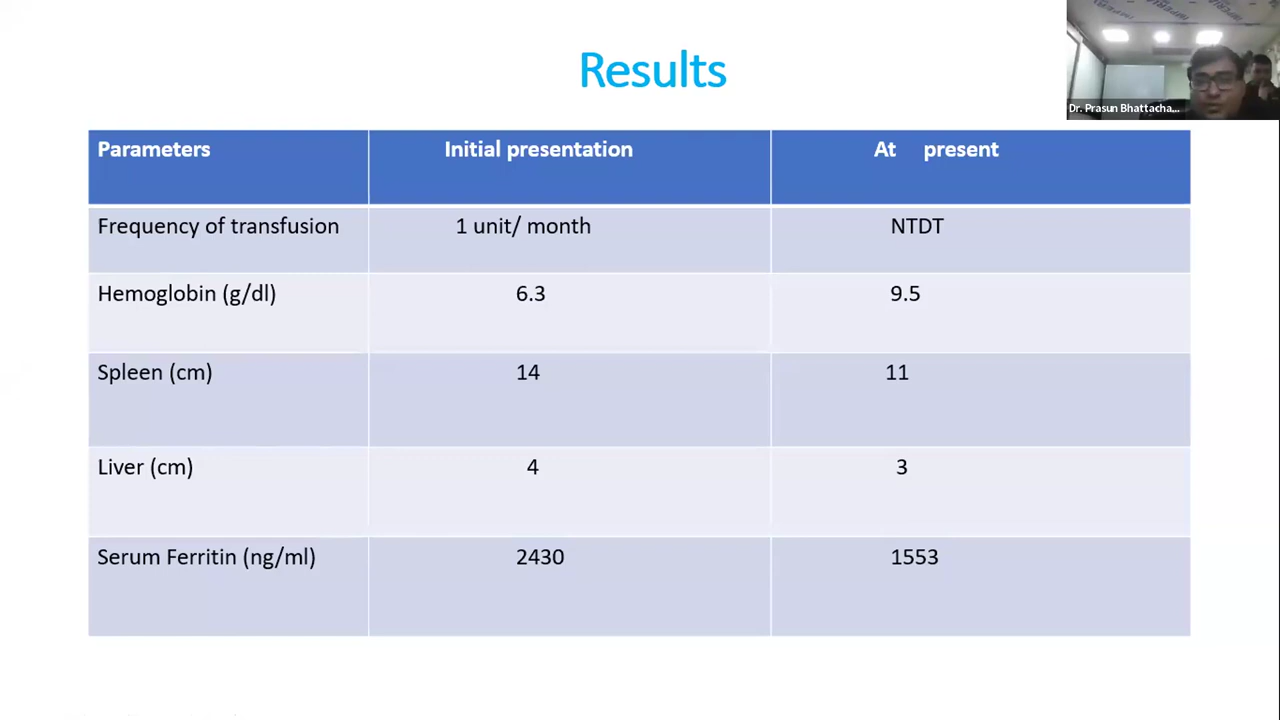 Results
Dr. Prasun Bhattacha...
Parameters Initial presentation At present
Frequency of transfusion 1 unit/ month NTDT
Hemoglobin (g/dl) 6.3 9.5
Spleen (cm) 14 11
Liver (cm) 4 3
Serum Ferritin (ng/ml) 2430 1553